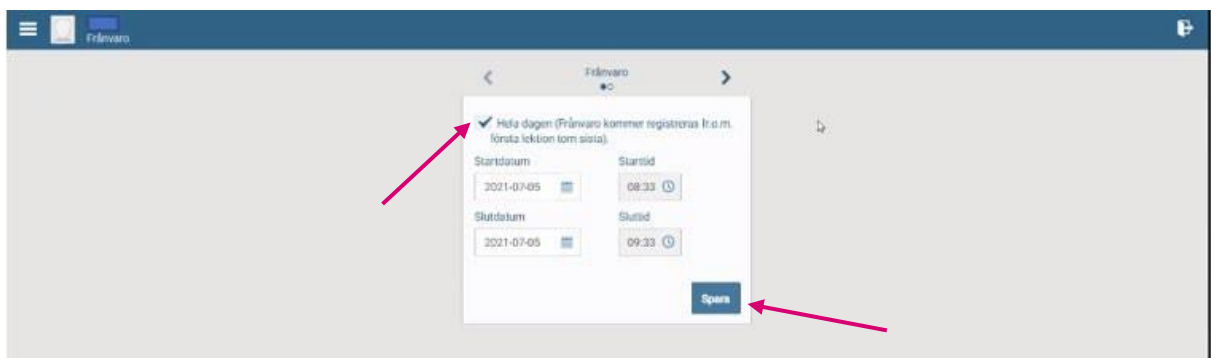 Frånvaro
Frånvaro
Hela dagen (Frånvaro kommer registreras fr.o.m.
första lektion tom sista).
Startdatum Starttid
2021-07-05 08:33
Slutdatum Sluttid
2021-07-05 09:33
Spara